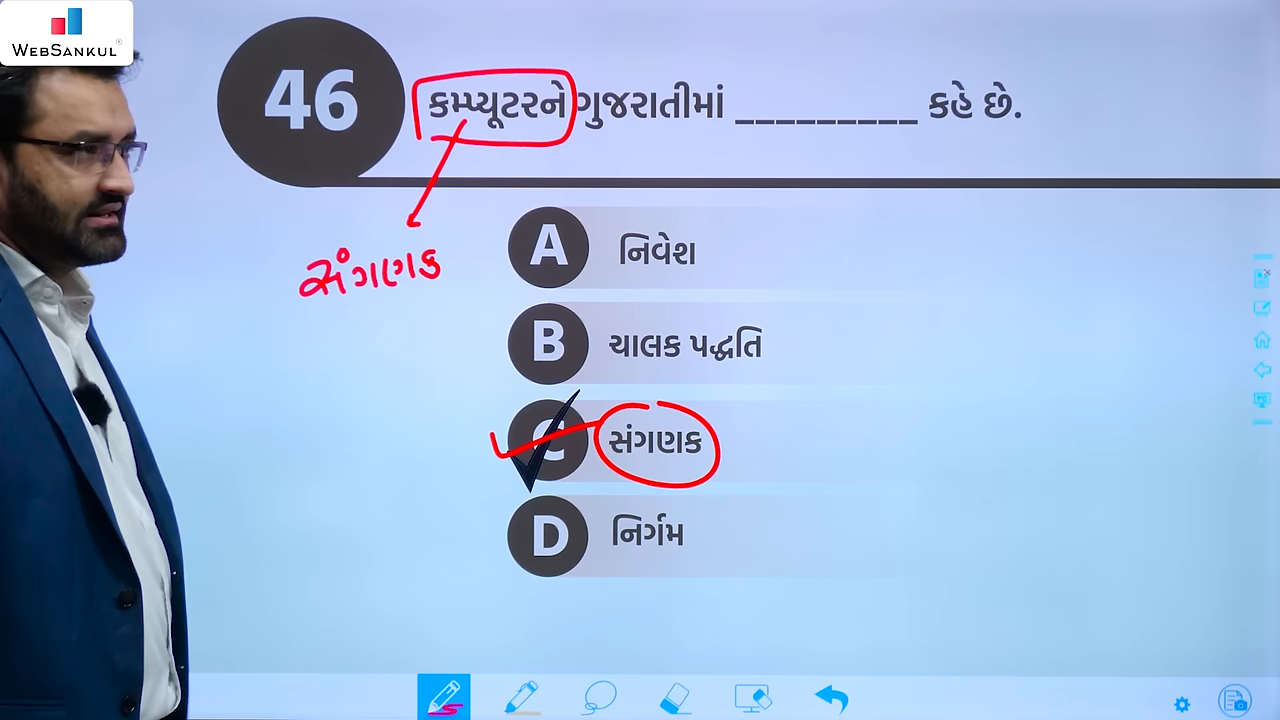 WEBSANKUL®
46
કમ્પ્યૂટરને ગુજરાતીમાં _________ કહે છે.
સંગણક
A નિવેશ
B ચાલક પદ્ધતિ
C સંગણક
D નિર્ગમ